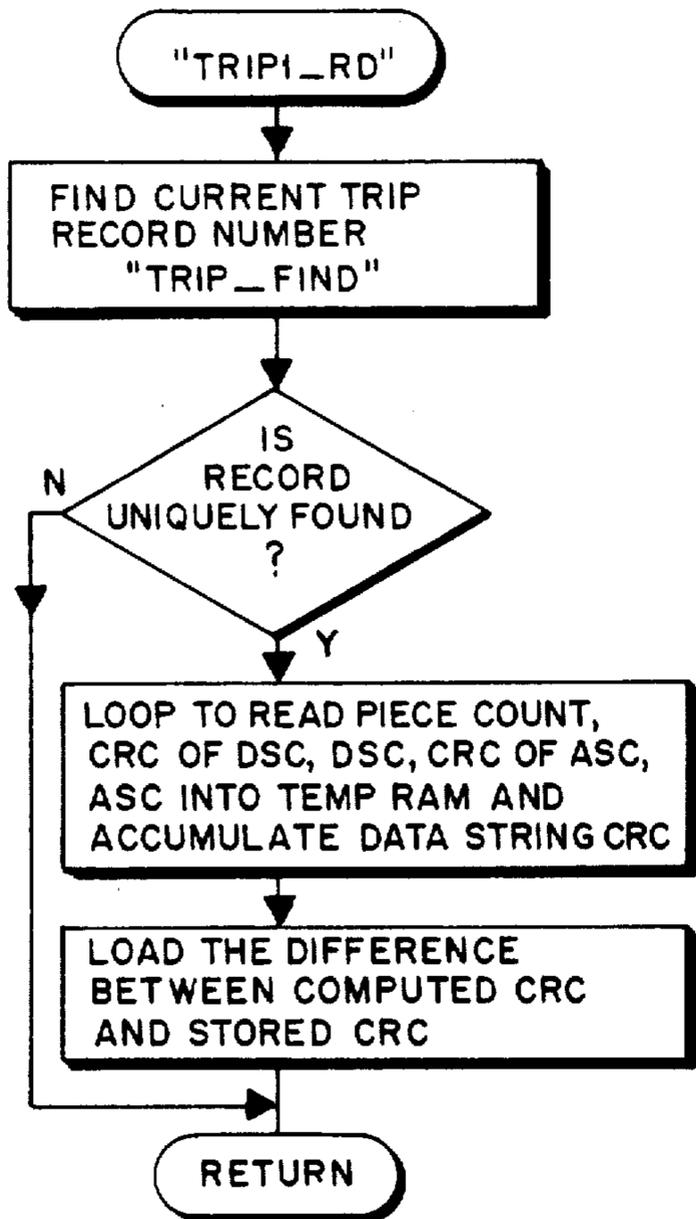 "TRIP1_RD"
FIND CURRENT TRIP
RECORD NUMBER
"TRIP_FIND"
IS
RECORD
UNIQUELY FOUND
?
N
Y
LOOP TO READ PIECE COUNT,
CRC OF DSC, DSC, CRC OF ASC,
ASC INTO TEMP RAM AND
ACCUMULATE DATA STRING CRC
LOAD THE DIFFERENCE
BETWEEN COMPUTED CRC
AND STORED CRC
RETURN